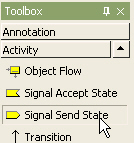 Toolbox
Annotation
Activity
Object Flow
Signal Accept State
Signal Send State
Transition